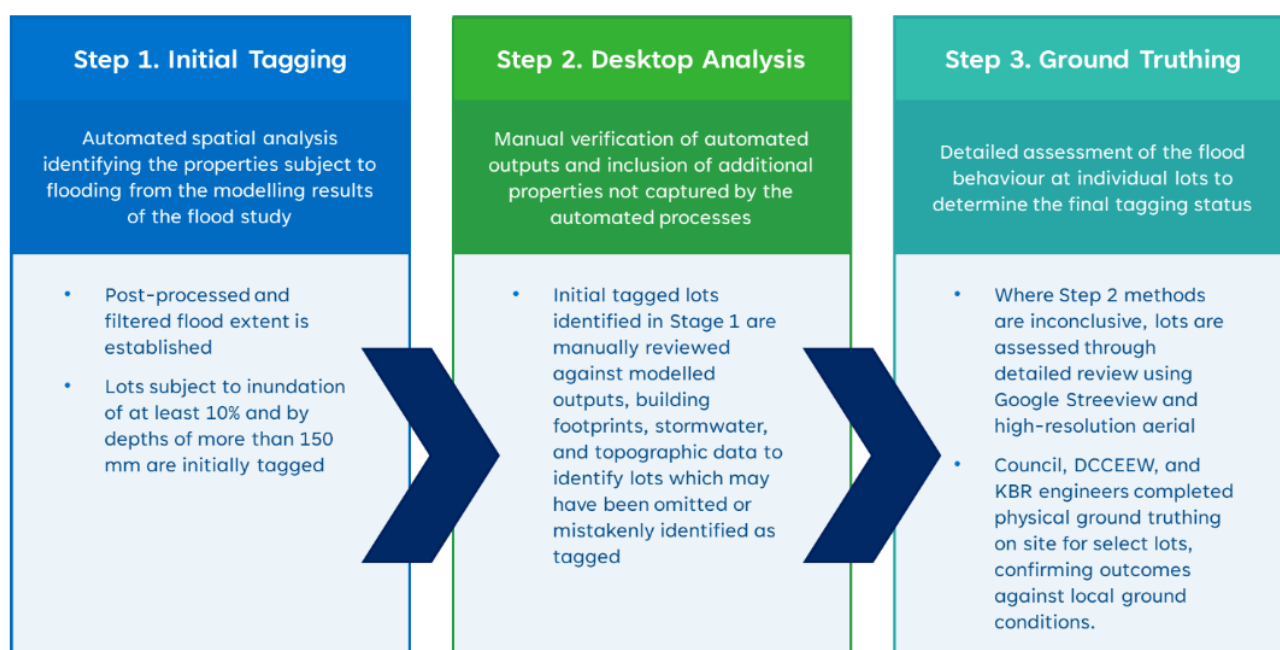 Step 1. Initial Tagging
Automated spatial analysis
identifying the properties subject to
flooding from the modelling results
of the flood study
• Post-processed and
filtered flood extent is
established
• Lots subject to inundation
of at least 10% and by
depths of more than 150
mm are initially tagged
Step 2. Desktop Analysis
Manual verification of automated
outputs and inclusion of additional
properties not captured by the
automated processes
• Initial tagged lots
identified in Stage 1 are
manually reviewed
against modelled
outputs, building
footprints, stormwater,
and topographic data to
identify lots which may
have been omitted or
mistakenly identified as
tagged
Step 3. Ground Truthing
Detailed assessment of the flood
behaviour at individual lots to
determine the final tagging status
• Where Step 2 methods
are inconclusive, lots are
assessed through
detailed review using
Google Streeview and
high-resolution aerial
• Council, DCCEEW, and
KBR engineers completed
physical ground truthing
on site for select lots,
confirming outcomes
against local ground
conditions.